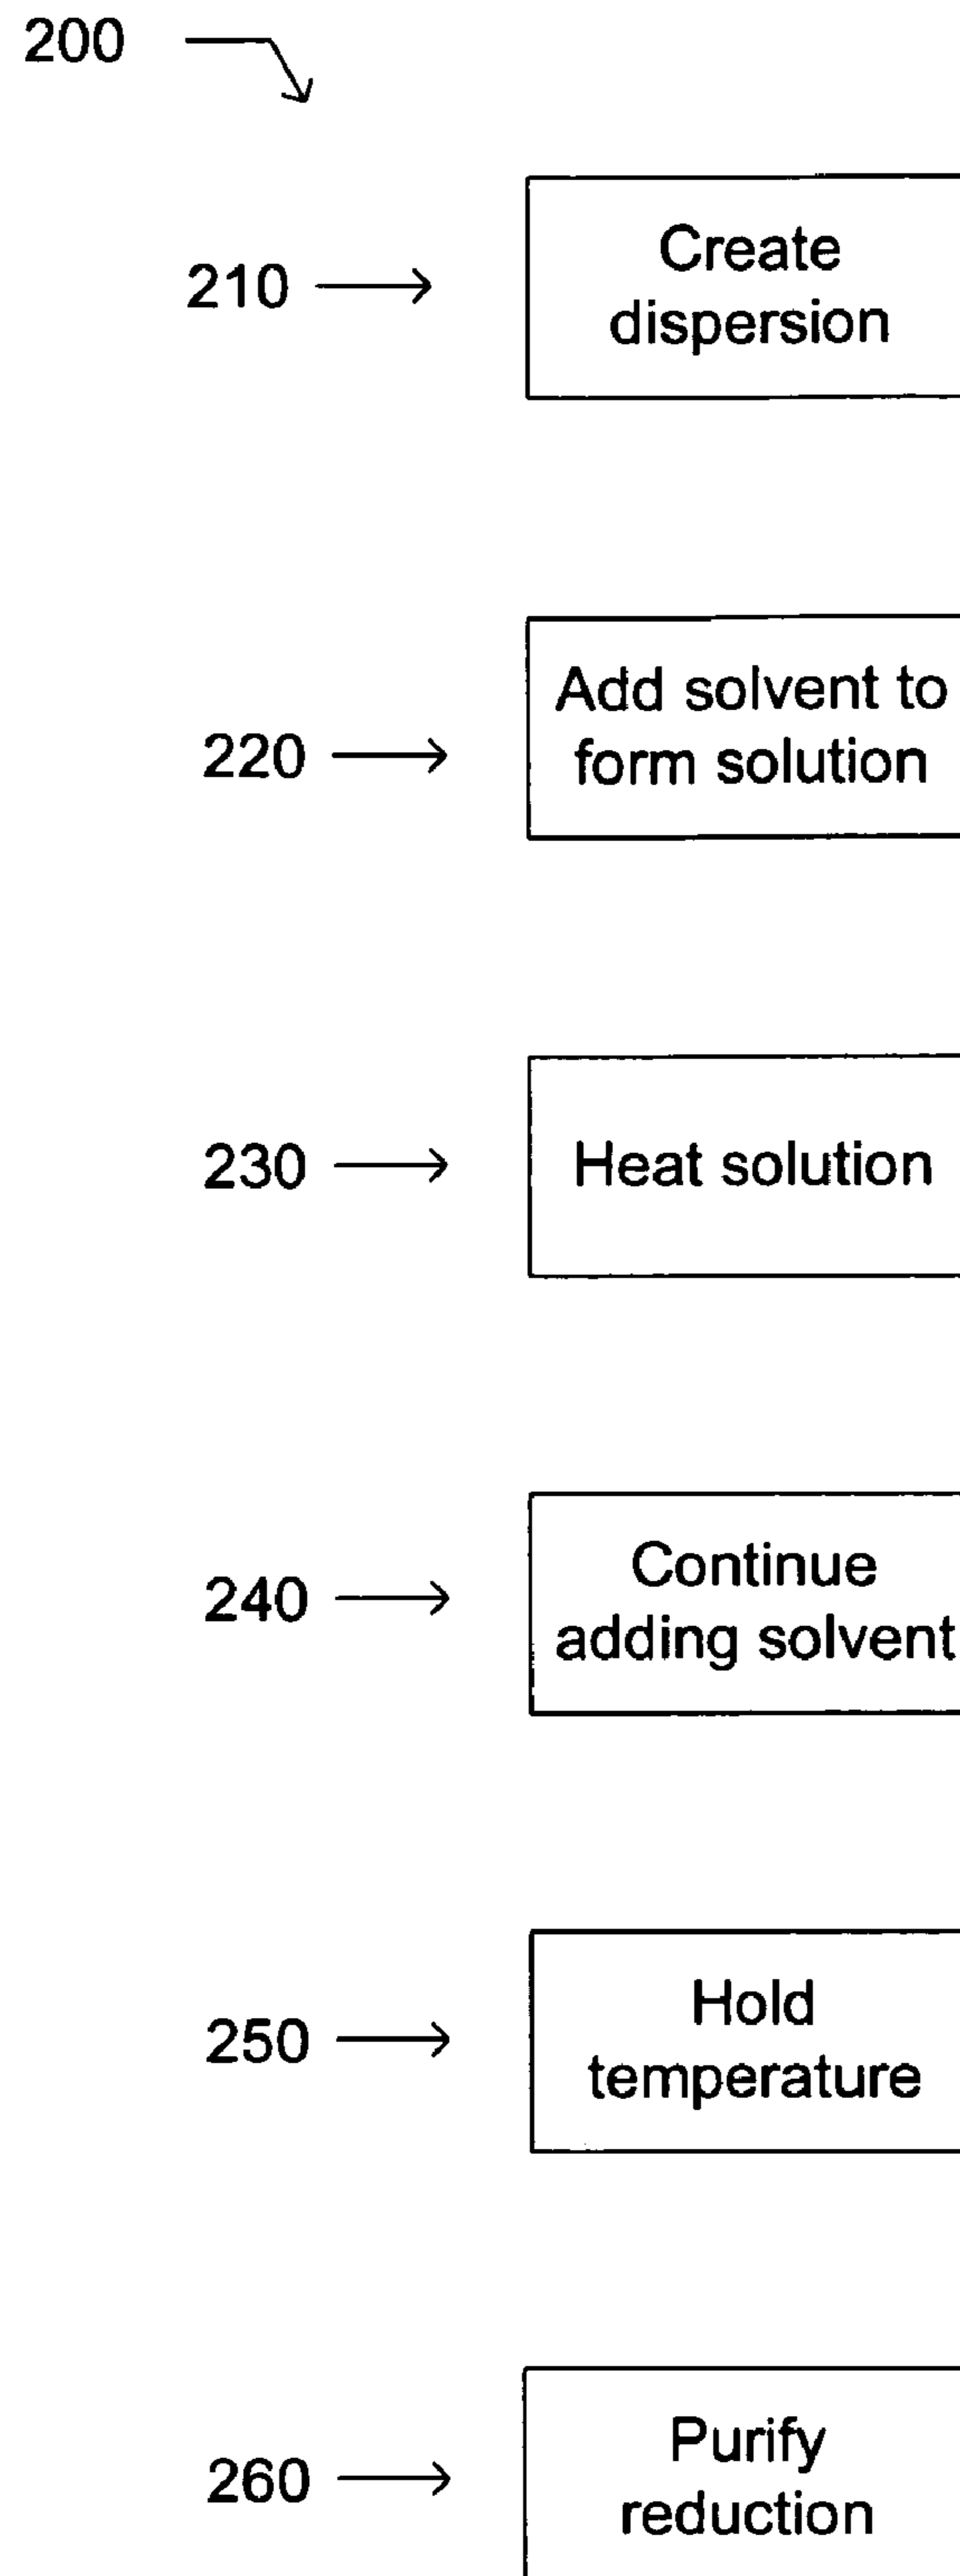 200
210
Create
dispersion
220
Add solvent to
form solution
230
Heat solution
240
Continue
adding solvent
250
Hold
temperature
260
Purify
reduction